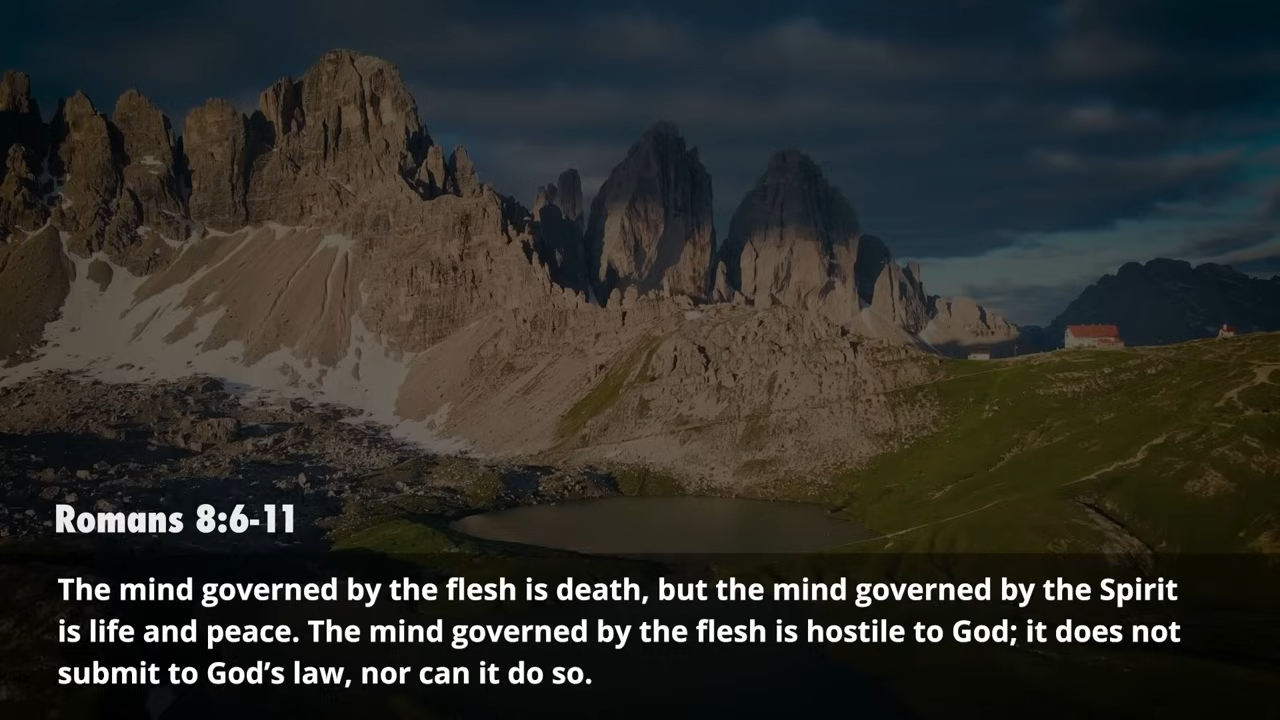 Romans 8:6-11
The mind governed by the flesh is death, but the mind governed by the Spirit
is life and peace. The mind governed by the flesh is hostile to God; it does not
submit to God’s law, nor can it do so.